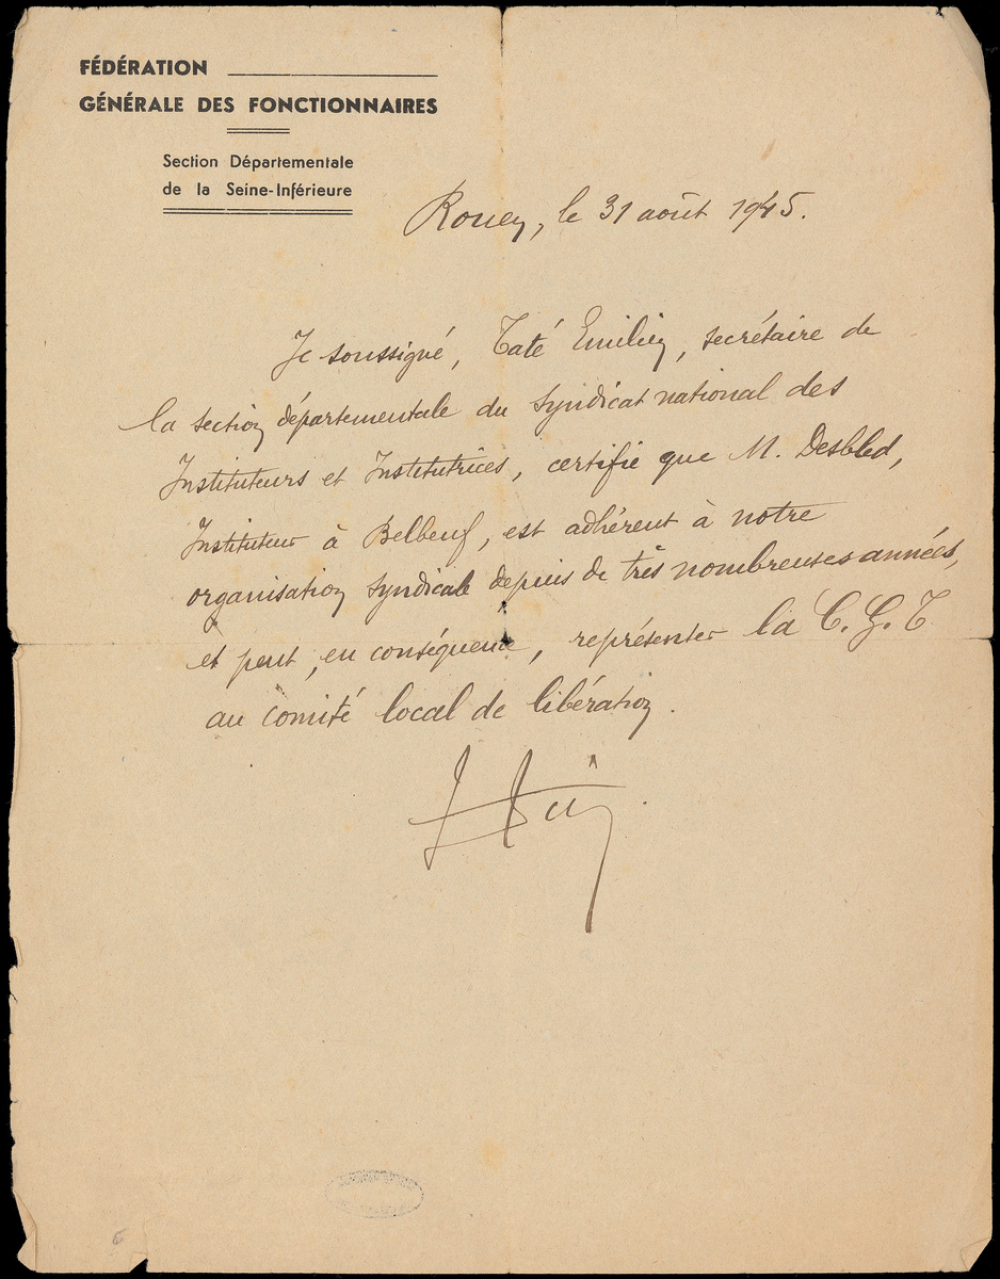 FÉDÉRATION
GÉNÉRALE DES FONCTIONNAIRES
Section Départementale
de la Seine-Inférieure
Rouen, le 31 août 1945.
Je soussigné, Taté Emilien, secrétaire de
la section départementale du Syndicat national des
Instituteurs et Institutrices, certifie que M. Desbled,
Instituteur à Belbeuf, est adhérent à notre
organisation syndicale depuis de très nombreuses années,
et peut, en conséquence, représenter la C.G.T.
au comité local de libération.